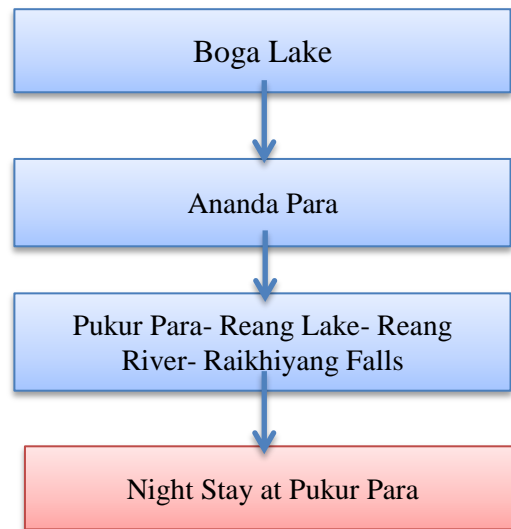 Boga Lake
Ananda Para
Pukur Para- Reang Lake- Reang
River- Raikhiyang Falls
Night Stay at Pukur Para